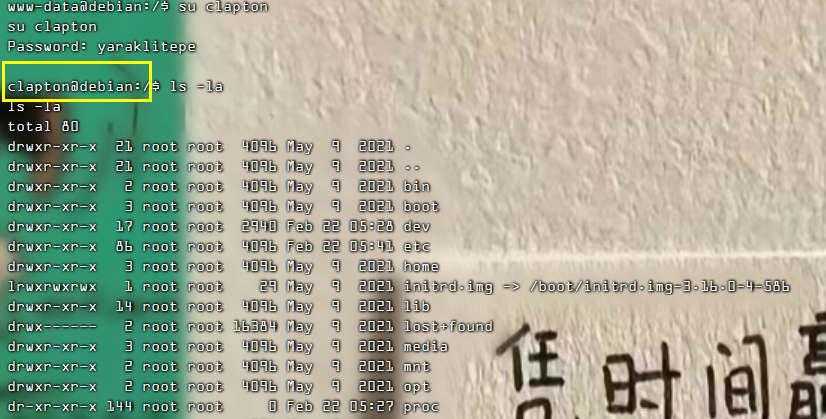 www-data@debian:/$ su clapton
su clapton
Password: yaraklitepe
clapton@debian:/$ ls -la
ls -la
total 80
drwxr-xr-x  21 root root  4096 May  9  2021 .
drwxr-xr-x  21 root root  4096 May  9  2021 ..
drwxr-xr-x   2 root root  4096 May  9  2021 bin
drwxr-xr-x   3 root root  4096 May  9  2021 boot
drwxr-xr-x  17 root root  2940 Feb 22 05:28 dev
drwxr-xr-x  86 root root  4096 Feb 22 05:41 etc
drwxr-xr-x   3 root root  4096 May  9  2021 home
lrwxrwxrwx   1 root root    29 May  9  2021 initrd.img -> /boot/initrd.img-3.16.0-4-586
drwxr-xr-x  14 root root  4096 May  9  2021 lib
drwx------   2 root root 16384 May  9  2021 lost+found
drwxr-xr-x   3 root root  4096 May  9  2021 media
drwxr-xr-x   2 root root  4096 May  9  2021 mnt
drwxr-xr-x   2 root root  4096 May  9  2021 opt
dr-xr-xr-x 144 root root     0 Feb 22 05:27 proc
时间